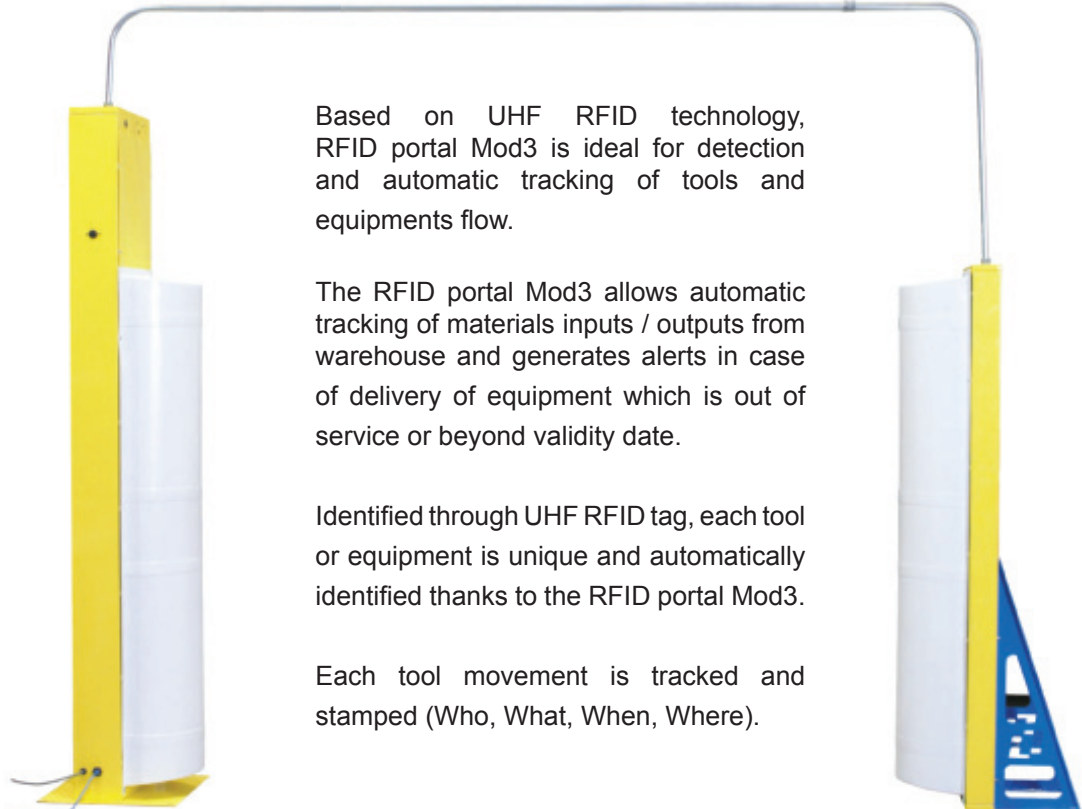 Based on UHF RFID technology,
RFID portal Mod3 is ideal for detection
and automatic tracking of tools and
equipments flow.
The RFID portal Mod3 allows automatic
tracking of materials inputs / outputs from
warehouse and generates alerts in case
of delivery of equipment which is out of
service or beyond validity date.
Identified through UHF RFID tag, each tool
or equipment is unique and automatically
identified thanks to the RFID portal Mod3.
Each tool movement is tracked and
stamped (Who, What, When, Where).